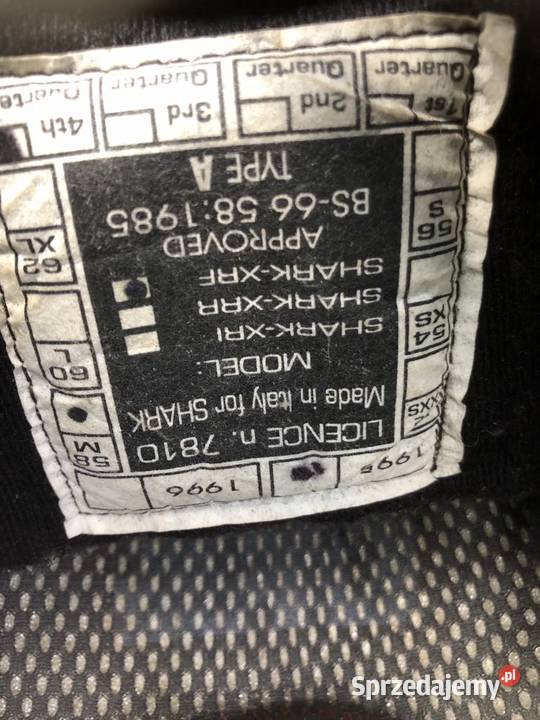 1995
1996
LICENCE n. 7810
Made in Italy for SHARK
MODEL:
SHARK-XRI
SHARK-XRR
SHARK-XRF
APPROVED
BS-66 58:1985
TYPE A
54
XS
56
S
58
M
60
L
62
XL
1st
Quarter
2nd
Quarter
3rd
Quarter
4th
Quarter
Sprzedajemy.pl